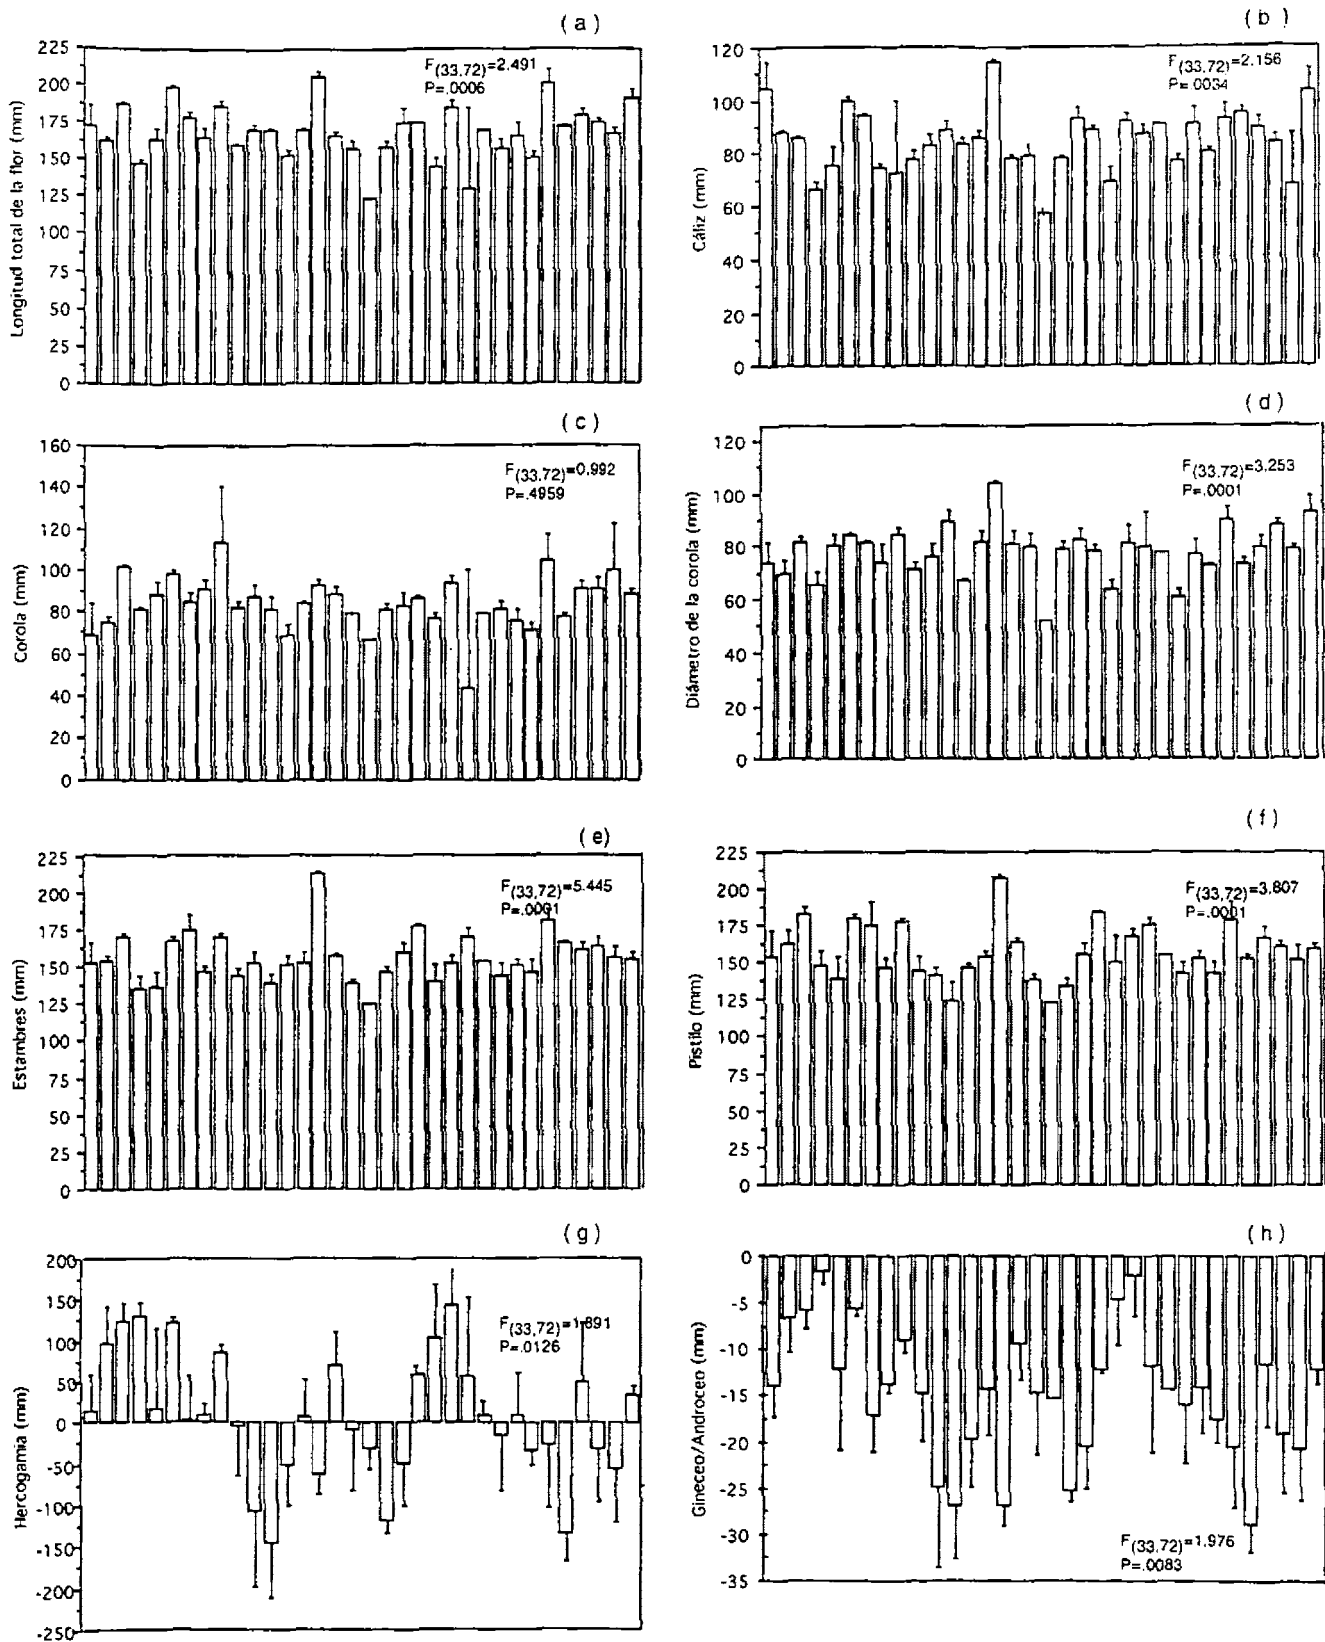 (a)
Longitud total de la flor (mm)
225
200
175
150
125
100
75
50
25
0
F(33.72)=2.491
P=.0006
(b)
Cáliz (mm)
120
100
80
60
40
20
0
F(33.72)=2.156
P=.0034
(c)
Corola (mm)
160
140
120
100
80
60
40
20
0
F(33.72)=0.992
P=.4959
(d)
Diámetro de la corola (mm)
120
100
80
60
40
20
0
F(33.72)=3.253
P=.0001
(e)
Estambres (mm)
225
200
175
150
125
100
75
50
25
0
F(33,72)=5.445
P=.0001
(f)
Pistilo (mm)
225
200
175
150
125
100
75
50
25
0
F(33,72)=3.807
P=.0001
(g)
Hercogamia (mm)
200
150
100
50
0
-50
-100
-150
-200
-250
F(33,72)=1.891
P=.0126
(h)
Gineceo/Androceo (mm)
0
-5
-10
-15
-20
-25
-30
-35
F(33,72)=1.976
P=.0083